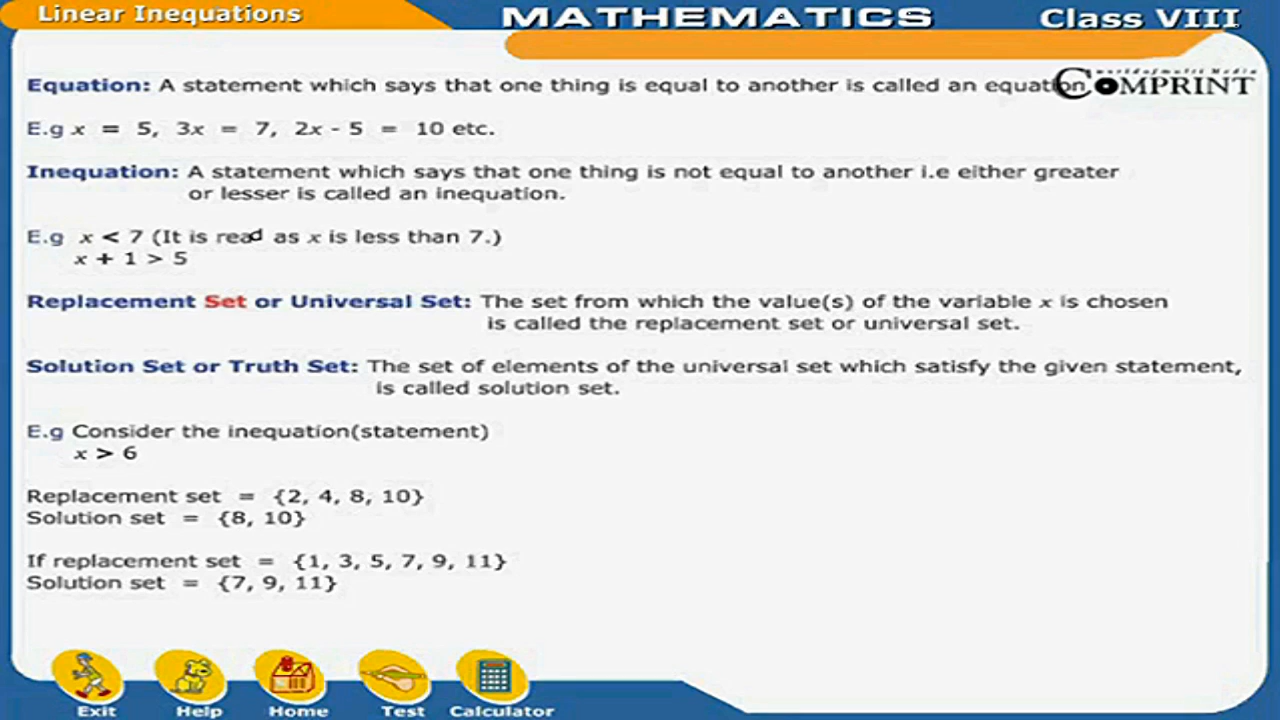 Linear Inequations
MATHEMATICS
Class VIII
world of multi Media
COMPRINT
Equation: A statement which says that one thing is equal to another is called an equation.
E.g x = 5, 3x = 7, 2x - 5 = 10 etc.
Inequation: A statement which says that one thing is not equal to another i.e either greater
or lesser is called an inequation.
E.g x < 7 (It is read as x is less than 7.)
x + 1 > 5
Replacement Set or Universal Set: The set from which the value(s) of the variable x is chosen
is called the replacement set or universal set.
Solution Set or Truth Set: The set of elements of the universal set which satisfy the given statement,
is called solution set.
E.g Consider the inequation(statement)
x > 6
Replacement set = {2, 4, 8, 10}
Solution set = {8, 10}
If replacement set = {1, 3, 5, 7, 9, 11}
Solution set = {7, 9, 11}
Exit Help Home Test Calculator